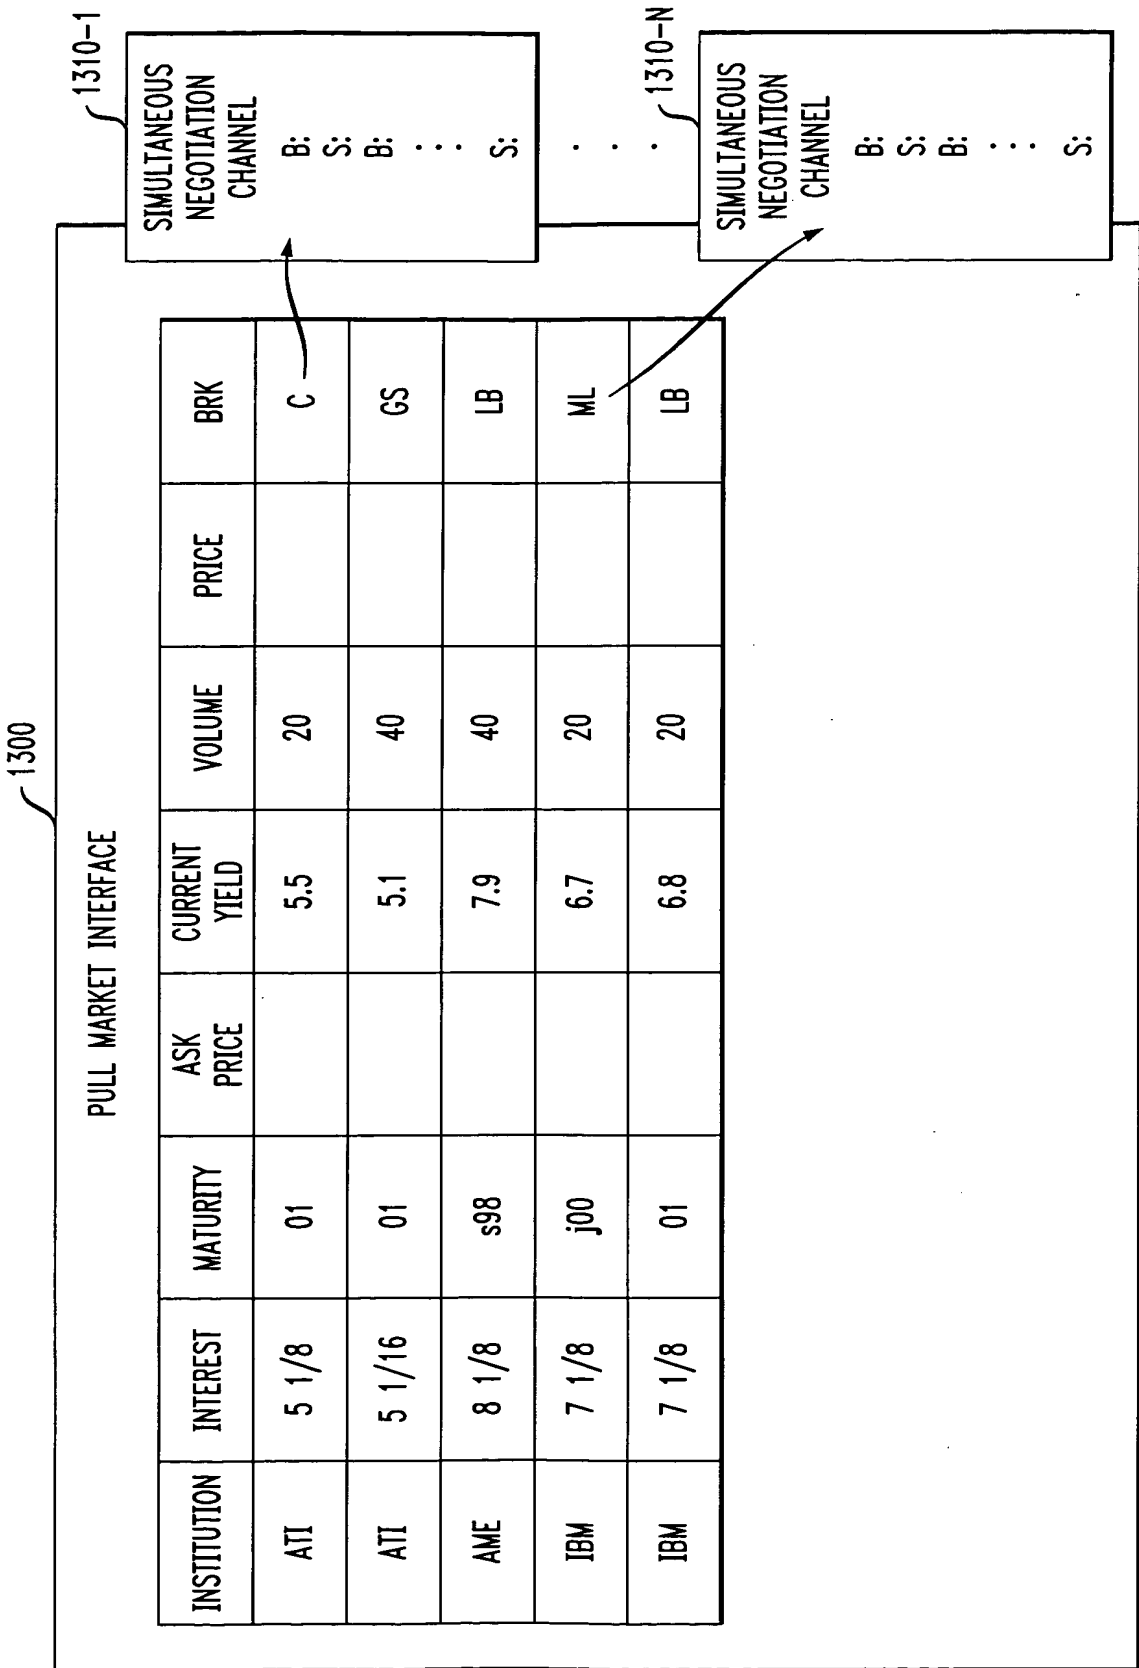 1300
PULL MARKET INTERFACE
INSTITUTION INTEREST MATURITY ASK PRICE CURRENT YIELD VOLUME PRICE BRK
ATI 5 1/8 01 5.5 20 C
ATI 5 1/16 01 5.1 40 GS
AME 8 1/8 s98 7.9 40 LB
IBM 7 1/8 j00 6.7 20 ML
IBM 7 1/8 01 6.8 20 LB
1310-1
SIMULTANEOUS
NEGOTIATION
CHANNEL
B:
S:
B:
S:
1310-N
SIMULTANEOUS
NEGOTIATION
CHANNEL
B:
S:
B:
S: